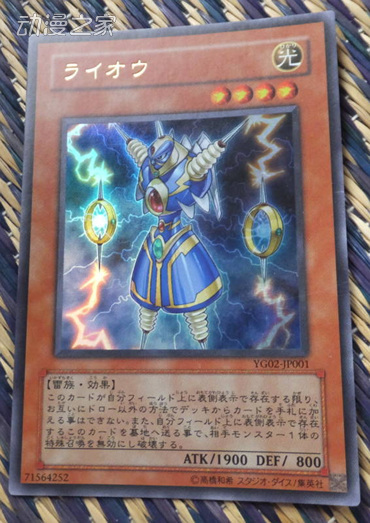 动漫之家
ライオウ
光
YG02-JP001
【雷族・効果】
このカードが自分フィールド上に表側表示で存在する限り、
お互いにドロー以外の方法でデッキからカードを手札に加
える事はできない。また、自分フィールド上に表側表示で存在
するこのカードを墓地へ送る事で、相手モンスター１体の
特殊召喚を無効にし破壊する。
ATK/1900 DEF/ 800
71564252
©高橋和希 スタジオ・ダイス/集英社